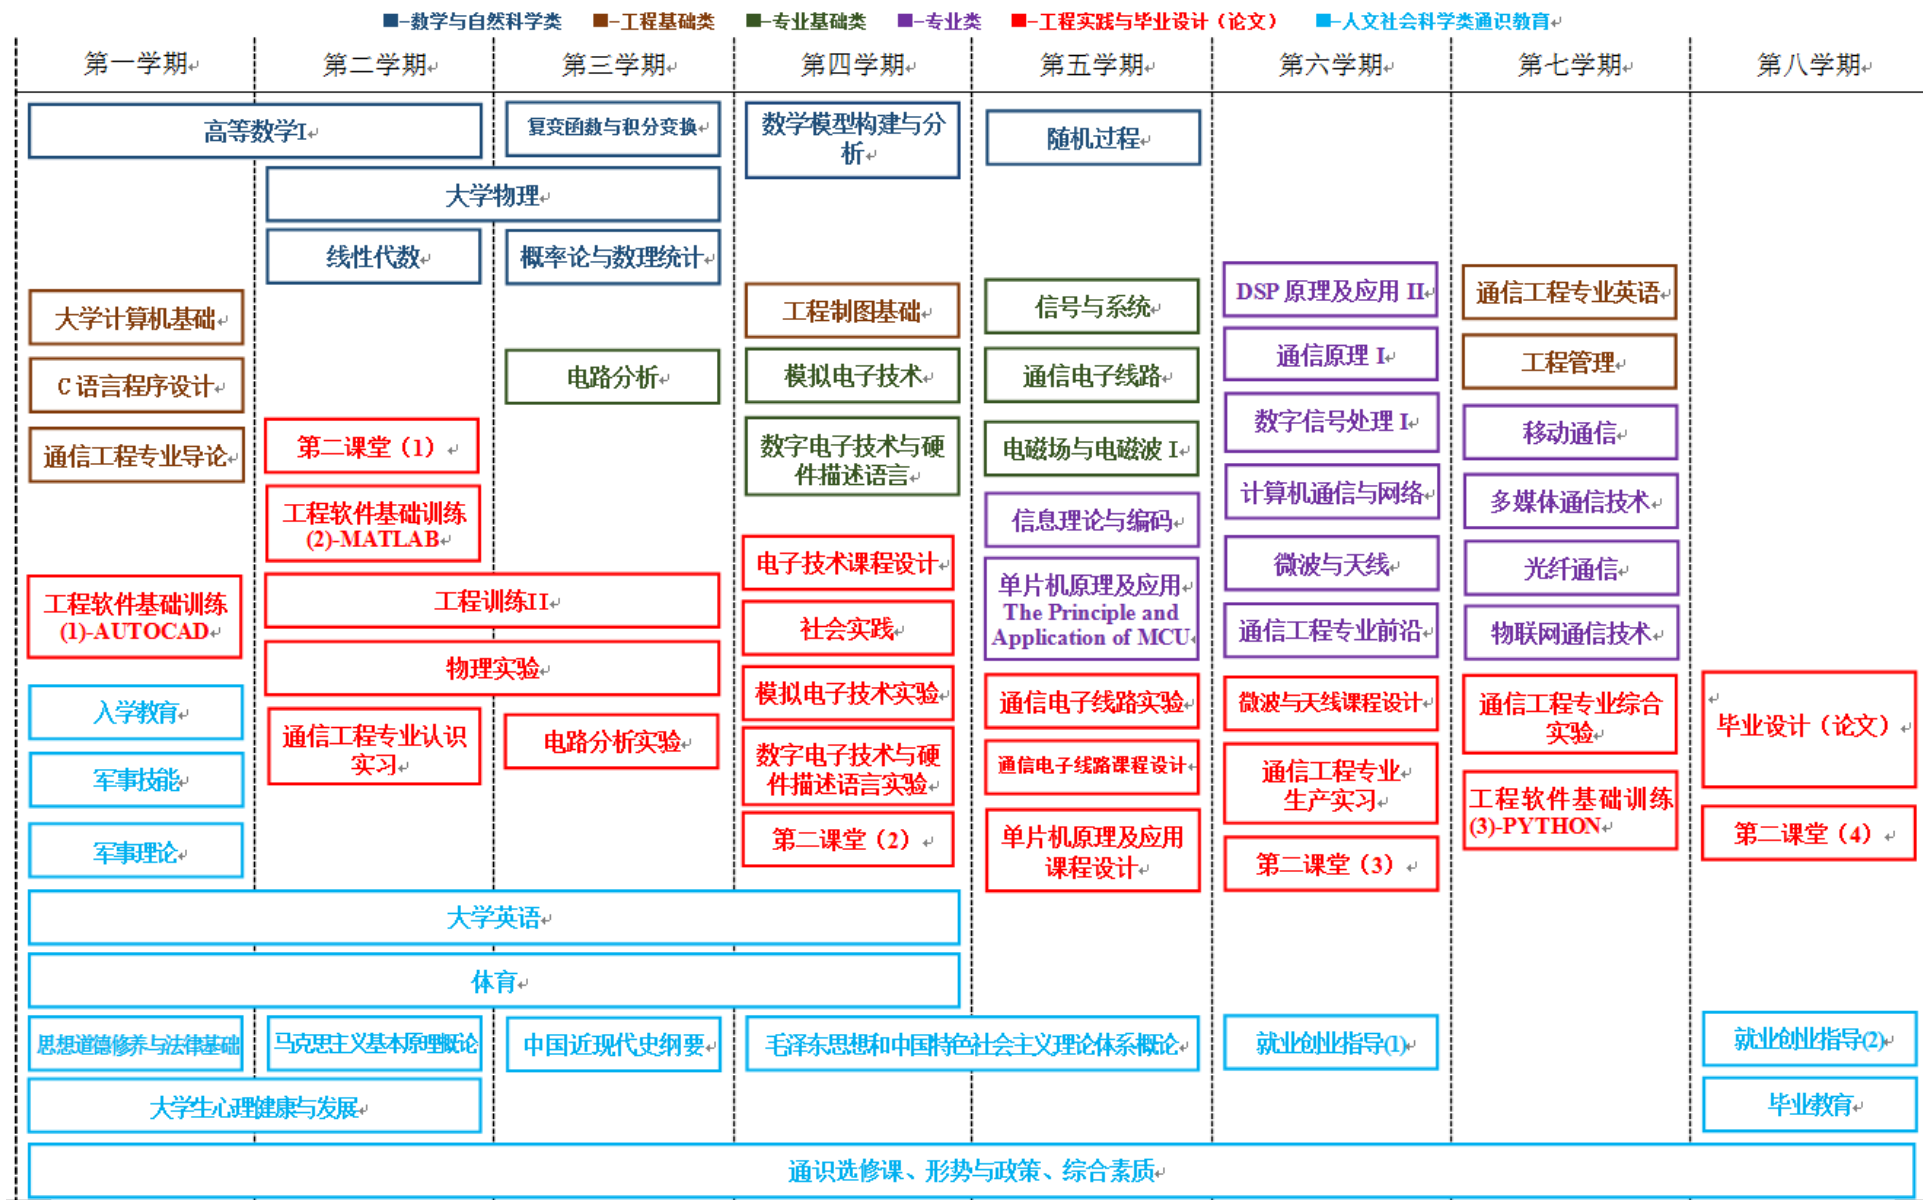 ■-数学与自然科学类 ■-工程基础类 ■-专业基础类 ■-专业类 ■-工程实践与毕业设计（论文） ■-人文社会科学类通识教育
第一学期 第二学期 第三学期 第四学期 第五学期 第六学期 第七学期 第八学期
高等数学I
复变函数与积分变换
数学模型构建与分
析
随机过程
大学物理
线性代数
概率论与数理统计
大学计算机基础
工程制图基础
信号与系统
DSP 原理及应用 II
通信工程专业英语
通信原理 I
工程管理
C 语言程序设计
电路分析
模拟电子技术
通信电子线路
数字信号处理 I
移动通信
通信工程专业导论
第二课堂（1）
数字电子技术与硬
件描述语言
电磁场与电磁波 I
计算机通信与网络
多媒体通信技术
工程软件基础训练
(2)-MATLAB
信息理论与编码
电子技术课程设计
微波与天线
光纤通信
工程软件基础训练
(1)-AUTOCAD
工程训练II
社会实践
单片机原理及应用
The Principle and
Application of MCU
通信工程专业前沿
物联网通信技术
物理实验
入学教育
模拟电子技术实验
通信电子线路实验
微波与天线课程设计
通信工程专业综合
实验
毕业设计（论文）
通信工程专业认识
实习
电路分析实验
军事技能
数字电子技术与硬
件描述语言实验
通信电子线路课程设计
通信工程专业
生产实习
工程软件基础训练
(3)-PYTHON
军事理论
第二课堂（2）
单片机原理及应用
课程设计
第二课堂（3）
第二课堂（4）
大学英语
体育
思想道德修养与法律基础
马克思主义基本原理概论
中国近现代史纲要
毛泽东思想和中国特色社会主义理论体系概论
就业创业指导(1)
就业创业指导(2)
大学生心理健康与发展
毕业教育
通识选修课、形势与政策、综合素质